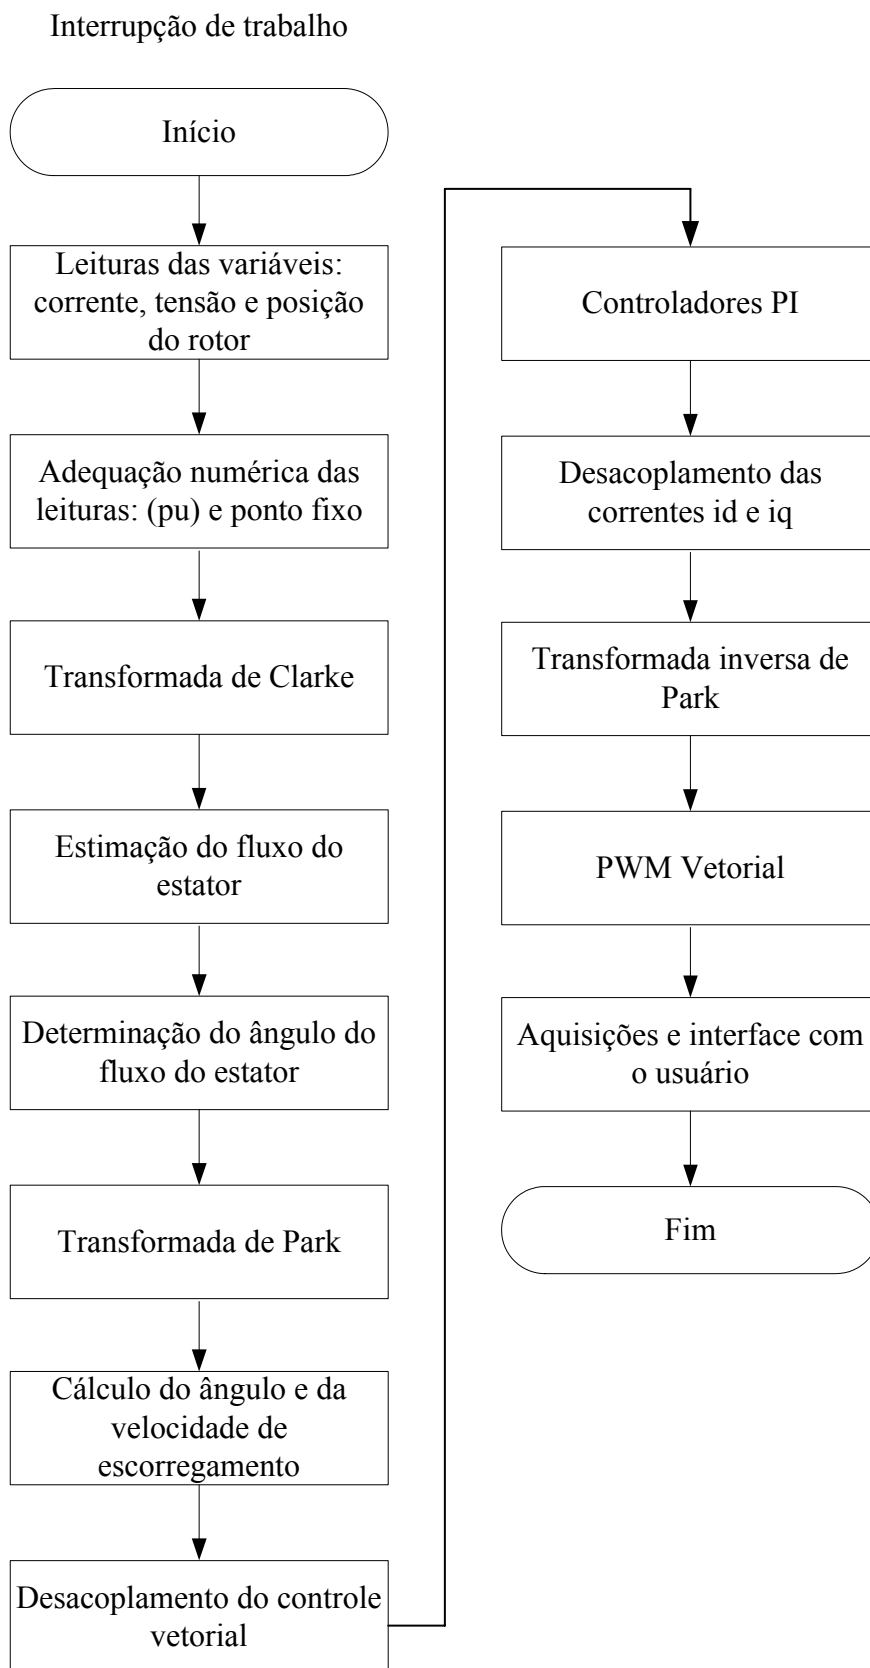 Interrupção de trabalho
Início
Leituras das variáveis:
corrente, tensão e posição
do rotor
Adequação numérica das
leituras: (pu) e ponto fixo
Transformada de Clarke
Estimação do fluxo do
estator
Determinação do ângulo do
fluxo do estator
Transformada de Park
Cálculo do ângulo e da
velocidade de
escorregamento
Desacoplamento do controle
vetorial
Controladores PI
Desacoplamento das
correntes id e iq
Transformada inversa de
Park
PWM Vetorial
Aquisições e interface com
o usuário
Fim